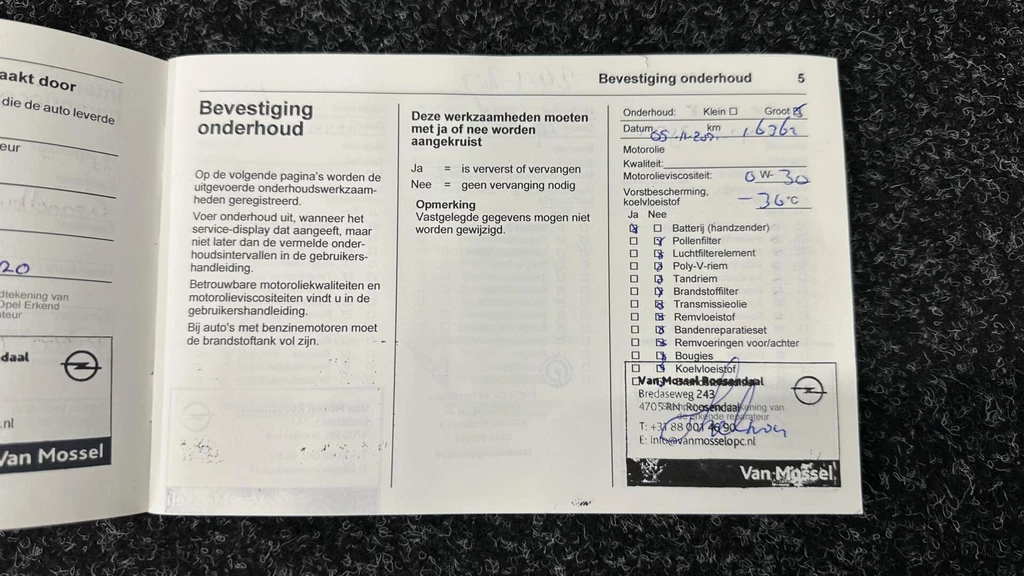 aakt door
die de auto leverde
eur
20
dtekening van
Opel Erkend
teur
daal
.nl
Van Mossel
Bevestiging onderhoud 5
Bevestiging
onderhoud
Op de volgende pagina's worden de
uitgevoerde onderhoudswerkzaam-
heden geregistreerd.
Voer onderhoud uit, wanneer het
service-display dat aangeeft, maar
niet later dan de vermelde onder-
houdsintervallen in de gebruikers-
handleiding.
Betrouwbare motoroliekwaliteiten en
motorolieviscositeiten vindt u in de
gebruikershandleiding.
Bij auto's met benzinemotoren moet
de brandstoftank vol zijn.
Deze werkzaamheden moeten
met ja of nee worden
aangekruist
Ja = is ververst of vervangen
Nee = geen vervanging nodig
Opmerking
Vastgelegde gegevens mogen niet
worden gewijzigd.
Onderhoud: Klein Groot
Datum km
Motorolie
Kwaliteit:
Motorolieviscositeit: 0 W- 30
Vorstbescherming,
koelvloeistof -36 °C
Ja Nee
Batterij (handzender)
Pollenfilter
Luchtfilterelement
Poly-V-riem
Tandriem
Brandstoffilter
Transmissieolie
Remvloeistof
Bandenreparatieset
Remvoeringen voor/achter
Bougies
Koelvloeistof
Van Mossel Roosendaal
Bredaseweg 243
4705 RN Roosendaal
T: +31 88 001 46 90
E: info@vanmosselopc.nl
Van Mossel